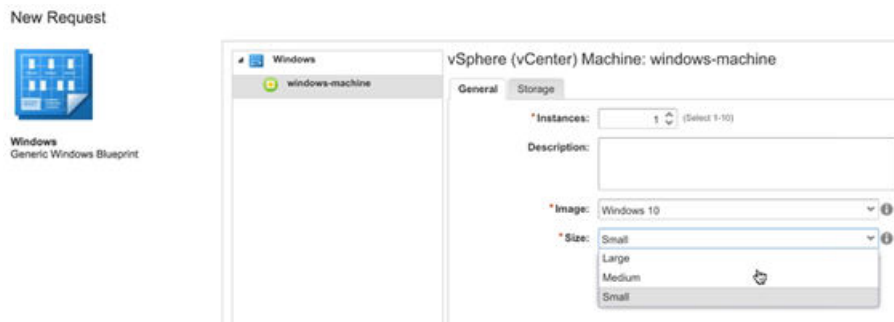 New Request
Windows
Generic Windows Blueprint
Windows
windows-machine
vSphere (vCenter) Machine: windows-machine
General Storage
*Instances: 1 (Select 1-10)
Description:
*Image: Windows 10
*Size: Small
Large
Medium
Small